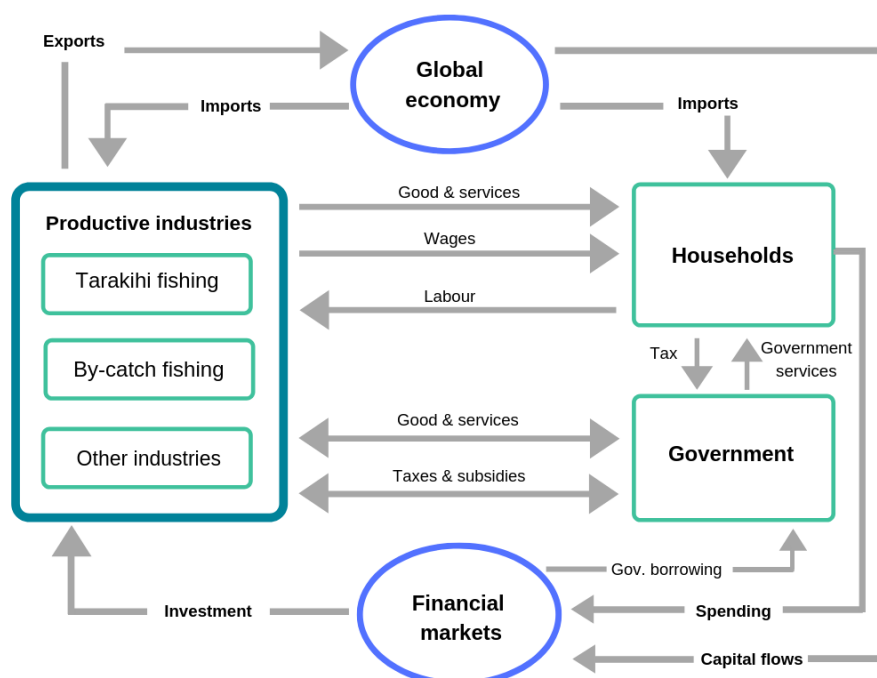 Exports
Global
economy
Imports
Imports
Productive industries
Good & services
Wages
Households
Tarakihi fishing
Labour
By-catch fishing
Tax
Government
services
Good & services
Other industries
Government
Taxes & subsidies
Gov. borrowing
Financial
markets
Investment
Spending
Capital flows